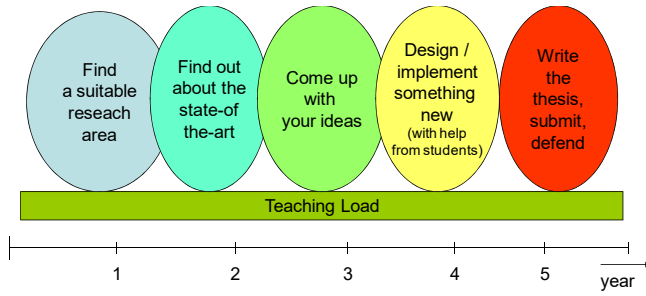 Find
a suitable
reseach
area
Find out
about the
state-of
the-art
Come up
with
your ideas
Design /
implement
something
new
(with help
from students)
Write
the
thesis,
submit,
defend
Teaching Load
1 2 3 4 5
year